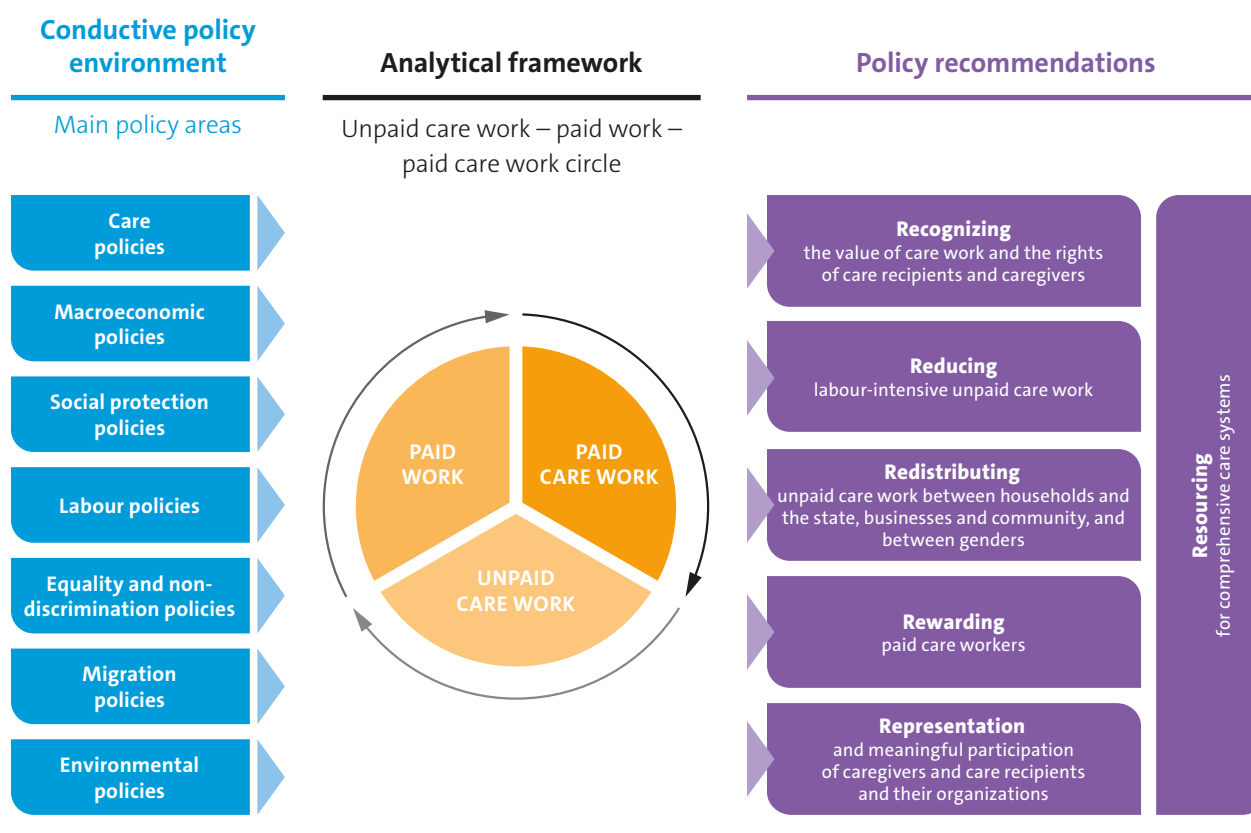 Conductive policy
environment
Main policy areas
Care
policies
Macroeconomic
policies
Social protection
policies
Labour policies
Equality and non-
discrimination policies
Migration
policies
Environmental
policies
Analytical framework
Unpaid care work – paid work –
paid care work circle
PAID
WORK
PAID
CARE WORK
UNPAID
CARE WORK
Policy recommendations
Recognizing
the value of care work and the rights
of care recipients and caregivers
Reducing
labour-intensive unpaid care work
Redistributing
unpaid care work between households and
the state, businesses and community, and
between genders
Rewarding
paid care workers
Representation
and meaningful participation
of caregivers and care recipients
and their organizations
Resourcing
for comprehensive care systems